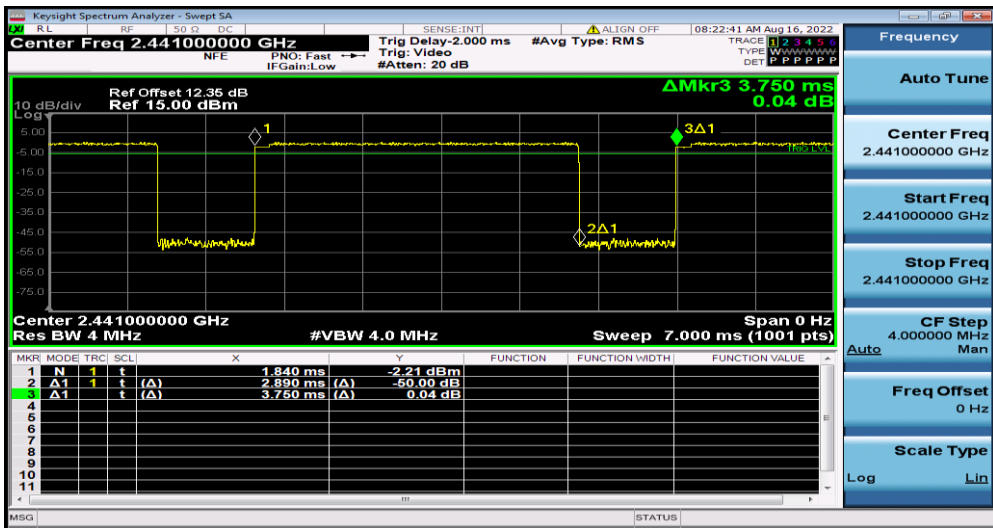 Keysight Spectrum Analyzer - Swept SA
LXI RL RF 50 Ω DC SENSE:INT ALIGN OFF 08:22:41 AM Aug 16, 2022
Center Freq 2.441000000 GHz Trig Delay-2.000 ms #Avg Type: RMS TRACE 1 2 3 4 5 6
NFE PNO: Fast Trig: Video TYPE WWWWWW
IFGain:Low #Atten: 20 dB DET P P P P P P
ΔMkr3 3.750 ms
0.04 dB
Ref Offset 12.35 dB
10 dB/div Ref 15.00 dBm
Log
5.00
-5.00
-15.0
-25.0
-35.0
-45.0
-55.0
-65.0
-75.0
1
3Δ1
TRIG LVL
2Δ1
Center 2.441000000 GHz Span 0 Hz
Res BW 4 MHz #VBW 4.0 MHz Sweep 7.000 ms (1001 pts)
MKR MODE TRC SCL X Y FUNCTION FUNCTION WIDTH FUNCTION VALUE
1 N 1 t 1.840 ms -2.21 dBm
2 Δ1 1 t (Δ) 2.890 ms (Δ) -50.00 dB
3 Δ1 t (Δ) 3.750 ms (Δ) 0.04 dB
4
5
6
7
8
9
10
11
MSG STATUS
Frequency
Auto Tune
Center Freq
2.441000000 GHz
Start Freq
2.441000000 GHz
Stop Freq
2.441000000 GHz
CF Step
4.000000 MHz
Auto Man
Freq Offset
0 Hz
Scale Type
Log Lin